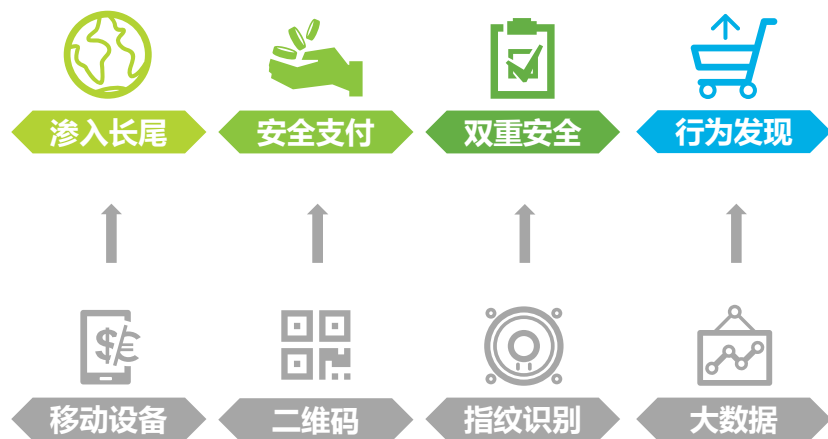 渗入长尾
安全支付
双重安全
行为发现
移动设备
二维码
指纹识别
大数据